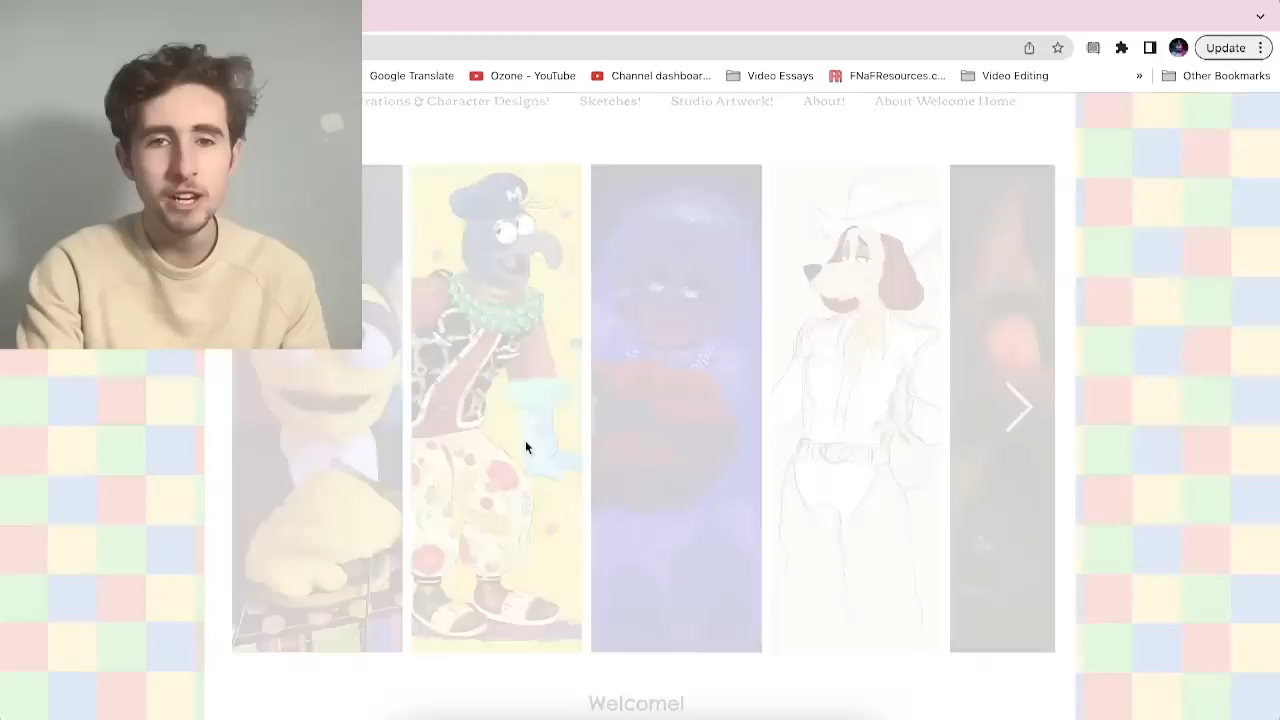 Update
Google Translate
Ozone - YouTube
Channel dashboar...
Video Essays
FNaFResources.c...
Video Editing
»
Other Bookmarks
rations & Character Designs!
Sketches!
Studio Artwork!
About!
About Welcome Home
M
Welcome!